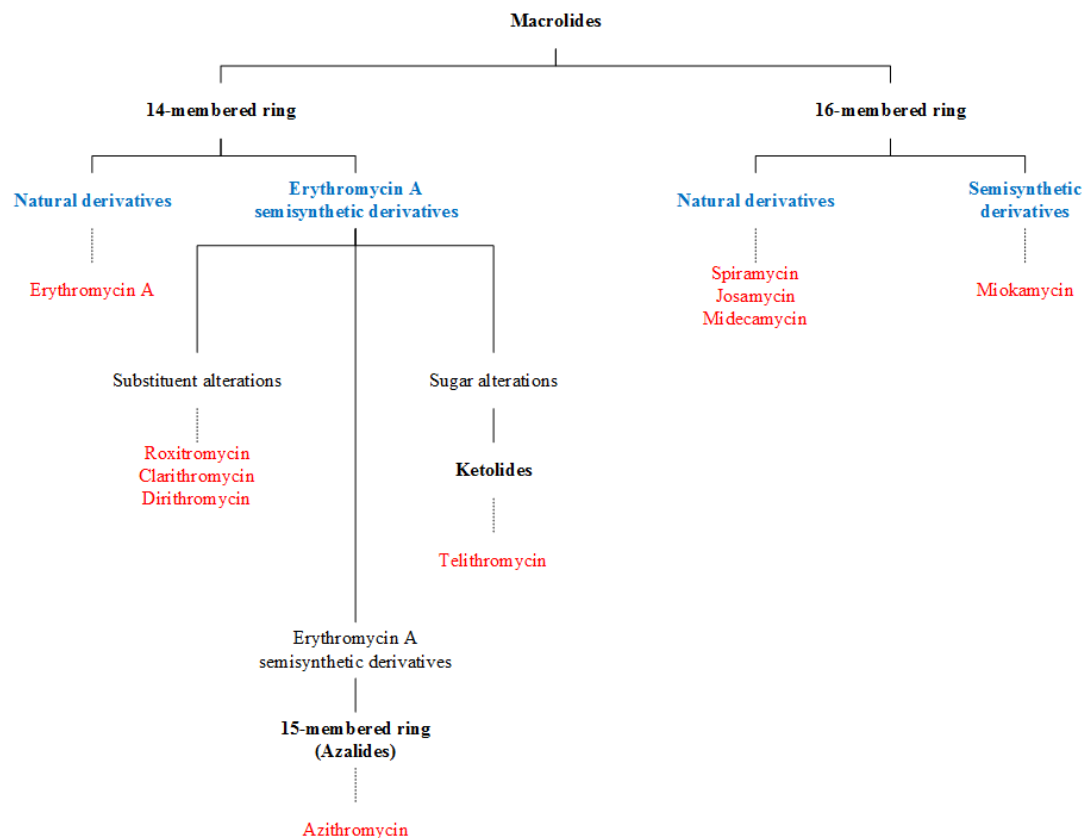 Macrolides
14-membered ring
16-membered ring
Natural derivatives
Erythromycin A
semisynthetic derivatives
Natural derivatives
Semisynthetic
derivatives
Erythromycin A
Spiramycin
Josamycin
Midecamycin
Miokamycin
Substituent alterations
Sugar alterations
Roxitromycin
Clarithromycin
Dirithromycin
Ketolides
Telithromycin
Erythromycin A
semisynthetic derivatives
15-membered ring
(Azalides)
Azithromycin